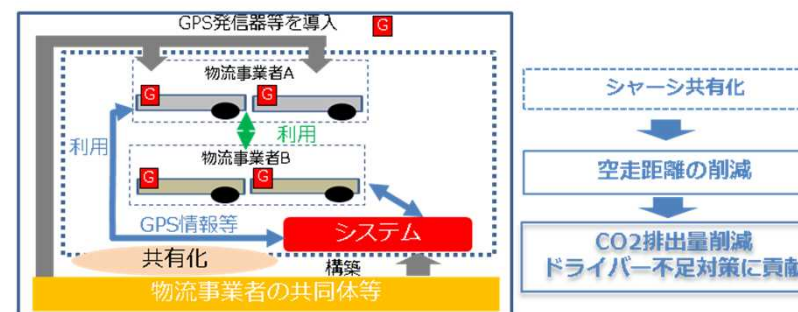 GPS発信器等を導入 G
物流事業者A
G G
利用
利用
物流事業者B
G G
GPS情報等
システム
共有化
構築
物流事業者の共同体等
シャーシ共有化
空走距離の削減
CO2排出量削減
ドライバー不足対策に貢献